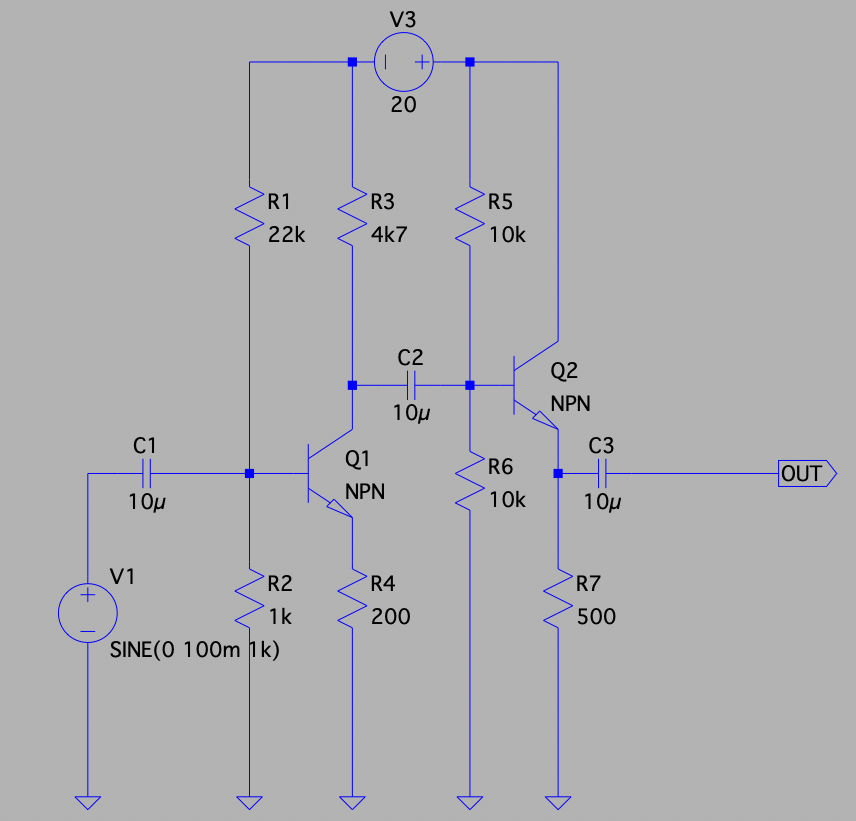 V3
20
R1
22k
R3
4k7
R5
10k
C2
10µ
Q2
NPN
C1
10µ
Q1
NPN
R6
10k
C3
10µ
OUT
V1
SINE(0 100m 1k)
R2
1k
R4
200
R7
500